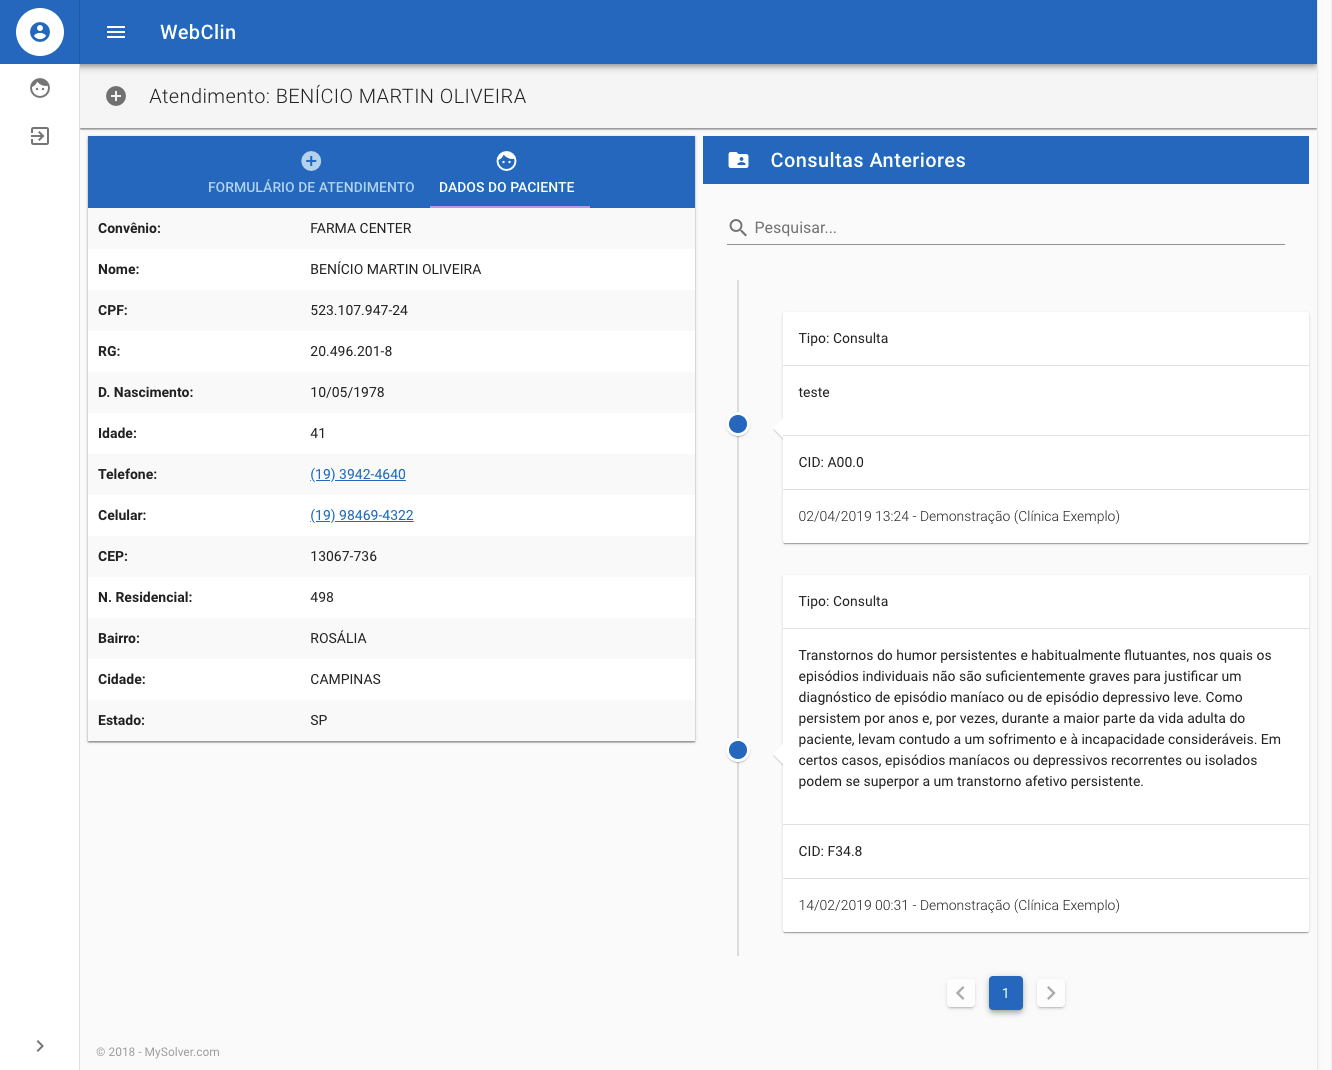 WebClin
Atendimento: BENÍCIO MARTIN OLIVEIRA
FORMULÁRIO DE ATENDIMENTO
DADOS DO PACIENTE
Convênio: FARMA CENTER
Nome: BENÍCIO MARTIN OLIVEIRA
CPF: 523.107.947-24
RG: 20.496.201-8
D. Nascimento: 10/05/1978
Idade: 41
Telefone: (19) 3942-4640
Celular: (19) 98469-4322
CEP: 13067-736
N. Residencial: 498
Bairro: ROSÁLIA
Cidade: CAMPINAS
Estado: SP
Consultas Anteriores
Pesquisar...
Tipo: Consulta
teste
CID: A00.0
02/04/2019 13:24 - Demonstração (Clínica Exemplo)
Tipo: Consulta
Transtornos do humor persistentes e habitualmente flutuantes, nos quais os
episódios individuais não são suficientemente graves para justificar um
diagnóstico de episódio maníaco ou de episódio depressivo leve. Como
persistem por anos e, por vezes, durante a maior parte da vida adulta do
paciente, levam contudo a um sofrimento e à incapacidade consideráveis. Em
certos casos, episódios maníacos ou depressivos recorrentes ou isolados
podem se superpor a um transtorno afetivo persistente.
CID: F34.8
14/02/2019 00:31 - Demonstração (Clínica Exemplo)
1
© 2018 - MySolver.com